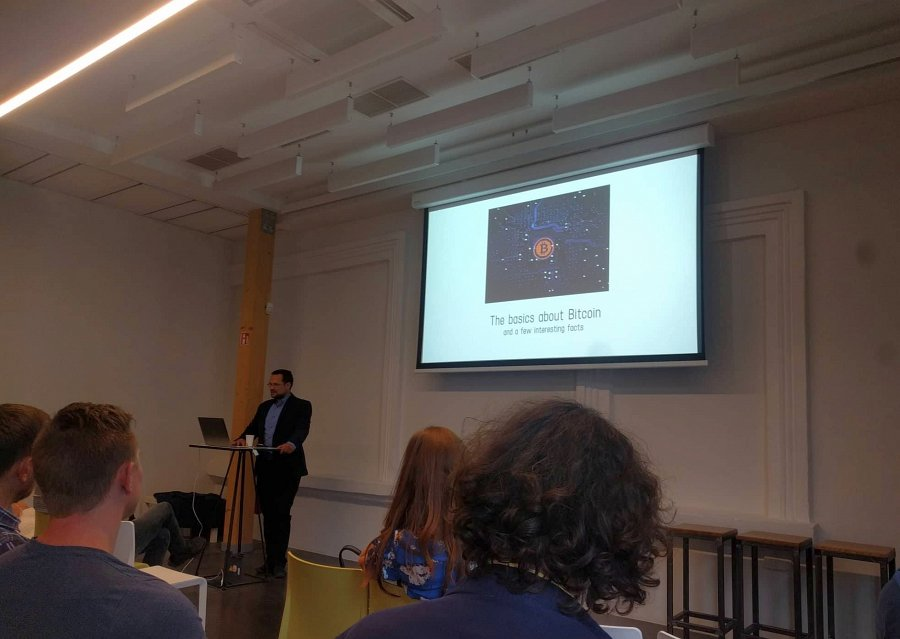 The basics about Bitcoin
and a few interesting facts